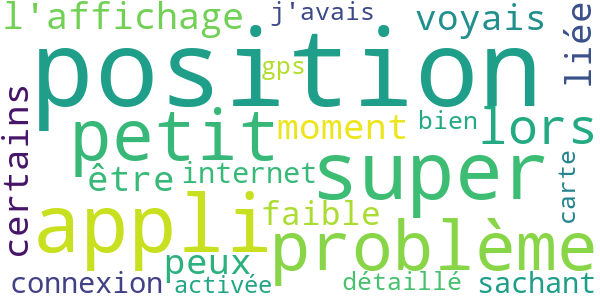 l'affichage
j'avais
voyais
liée
position
gps
certains
petit
moment
bien
lors
être
internet
super
carte
appli
faible
problème
peux
connexion
activée
détaillé
sachant